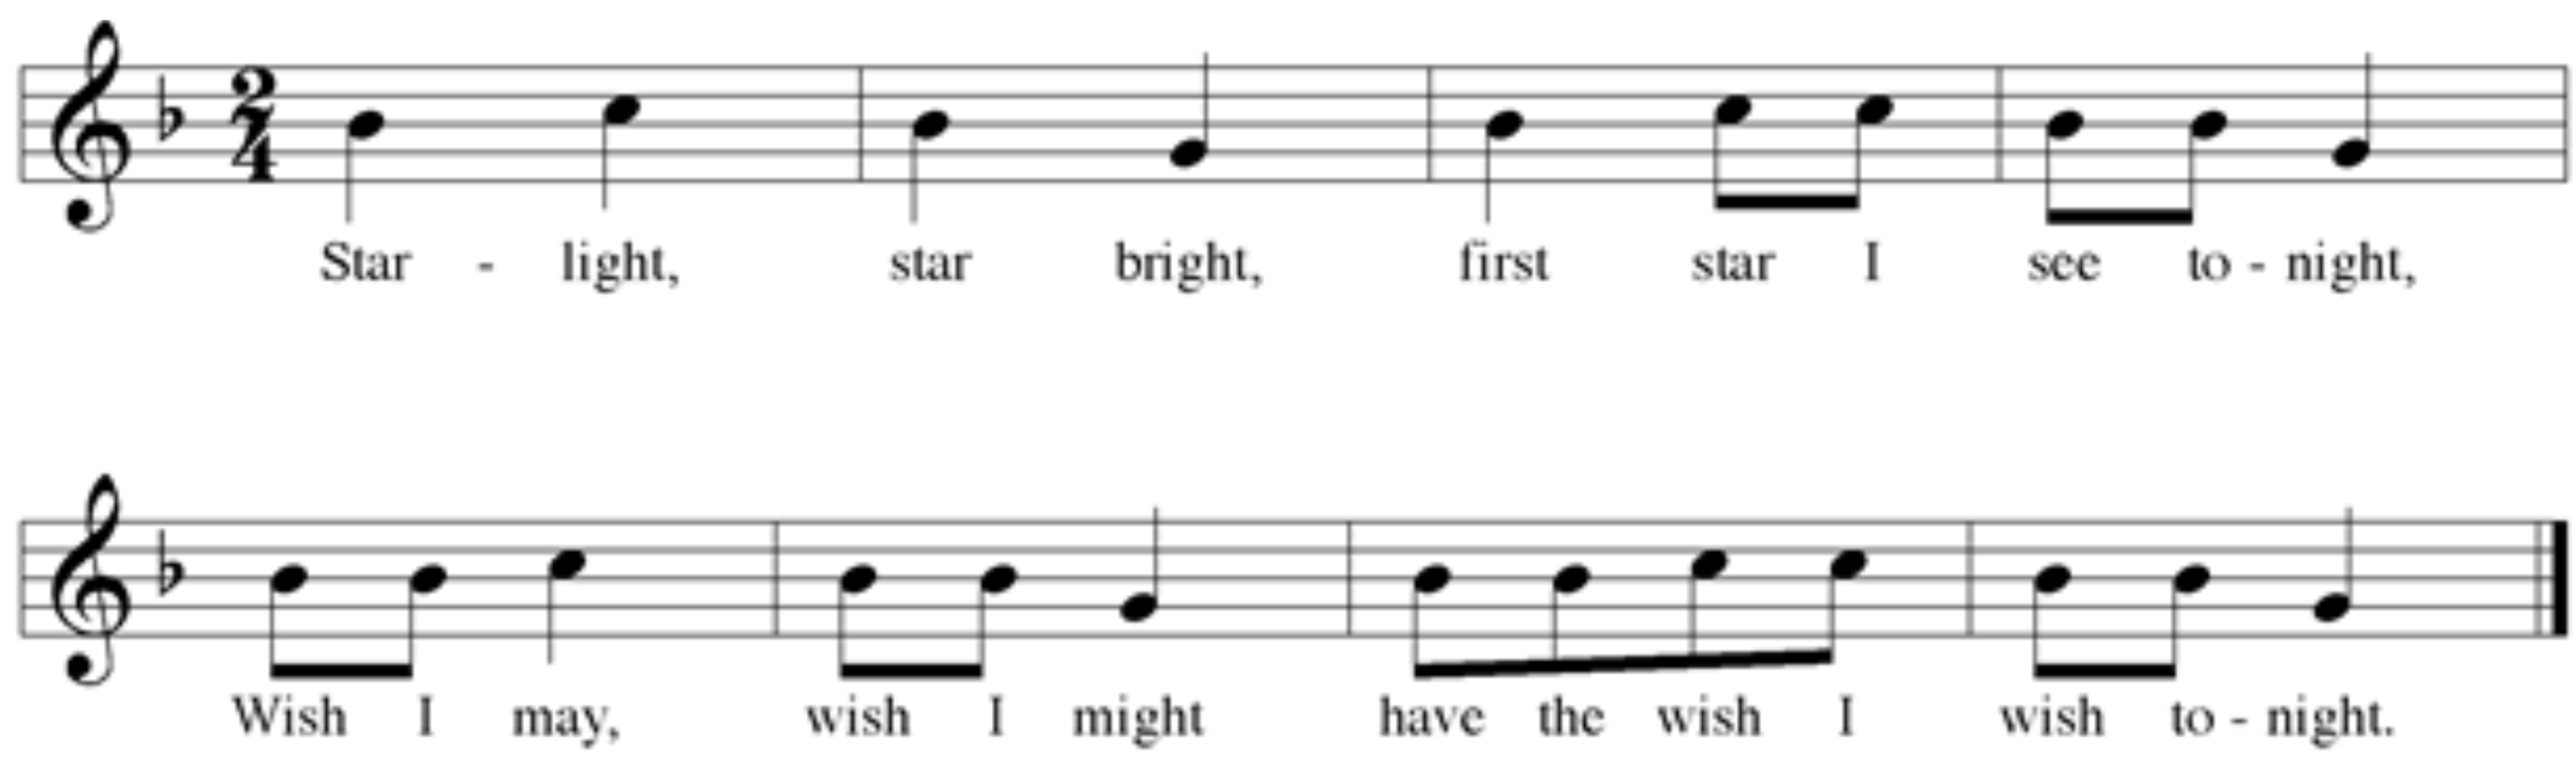 2
4
Star - light, star bright, first star I see to - night,
Wish I may, wish I might have the wish I wish to - night.